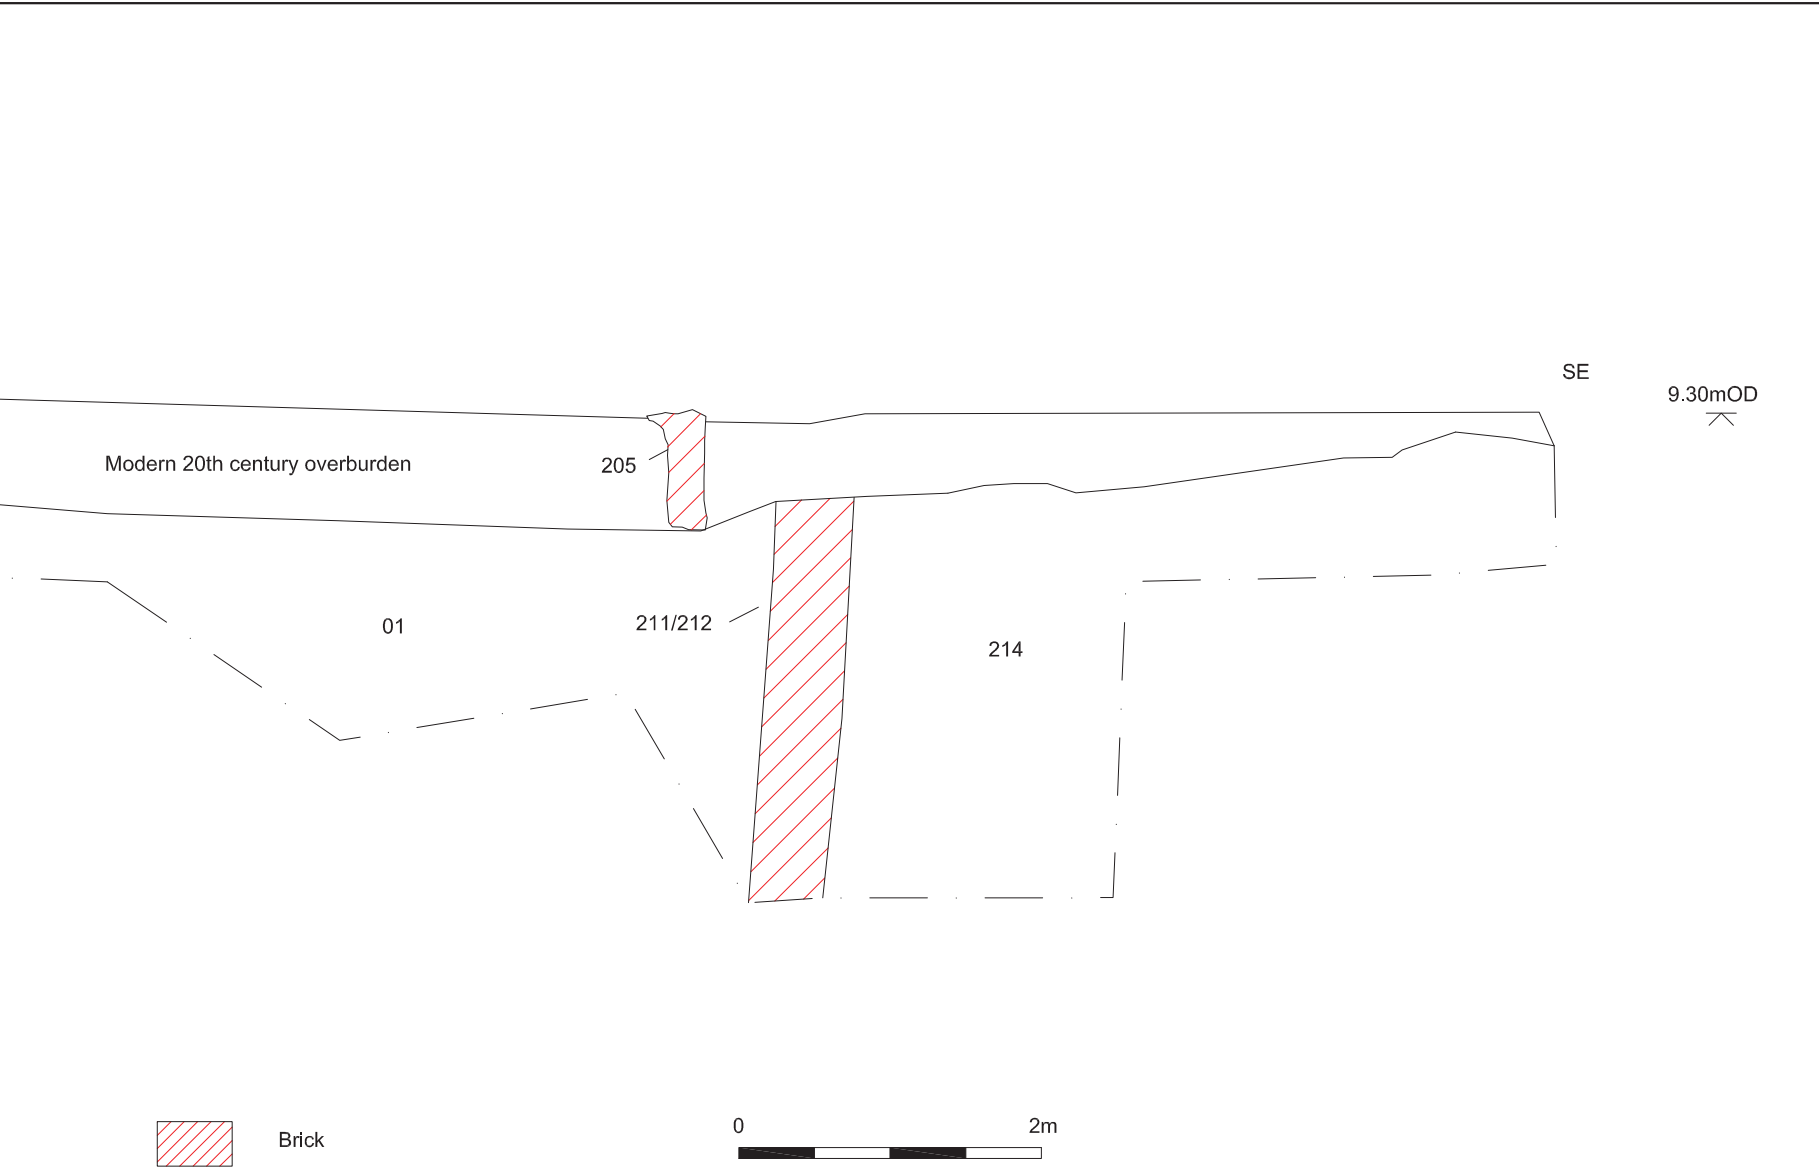 SE
9.30mOD
Modern 20th century overburden
205
01
211/212
214
Brick
0 2m